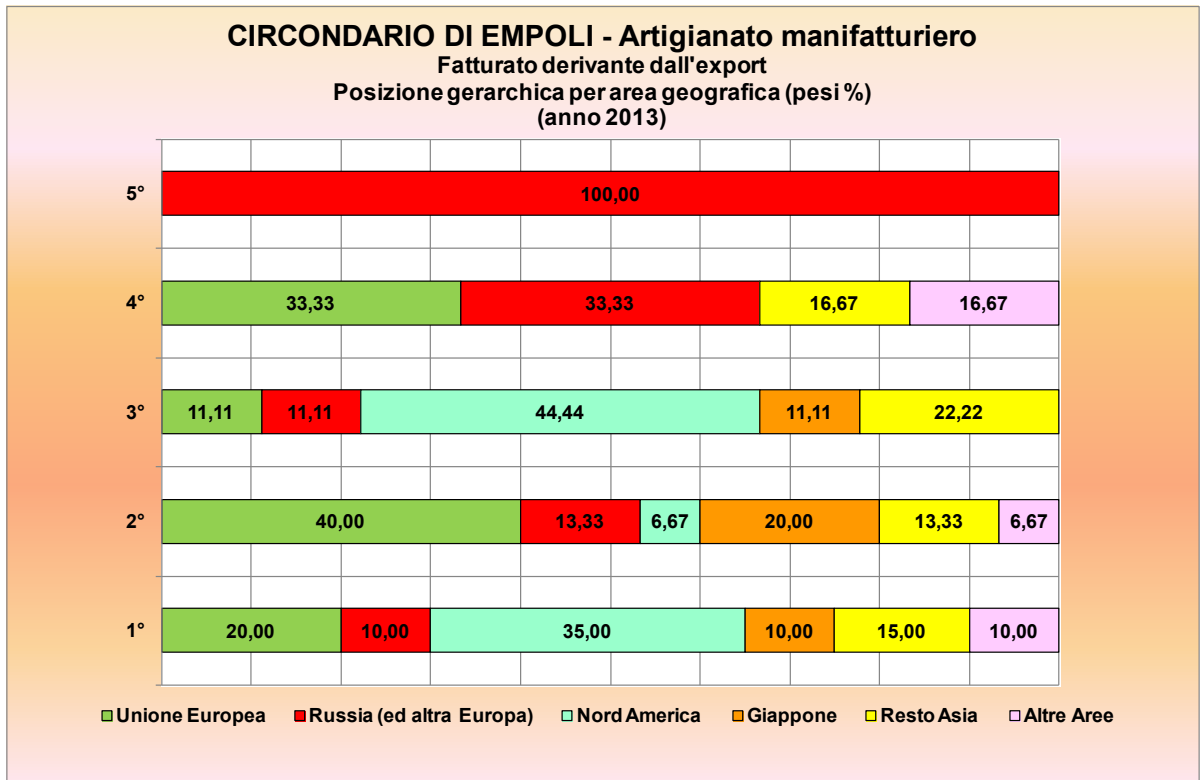 CIRCONDARIO DI EMPOLI - Artigianato manifatturiero
Fatturato derivante dall'export
Posizione gerarchica per area geografica (pesi %)
(anno 2013)
5° 100,00
4° 33,33 33,33 16,67 16,67
3° 11,11 11,11 44,44 11,11 22,22
2° 40,00 13,33 6,67 20,00 13,33 6,67
1° 20,00 10,00 35,00 10,00 15,00 10,00
Unione Europea Russia (ed altra Europa) Nord America Giappone Resto Asia Altre Aree